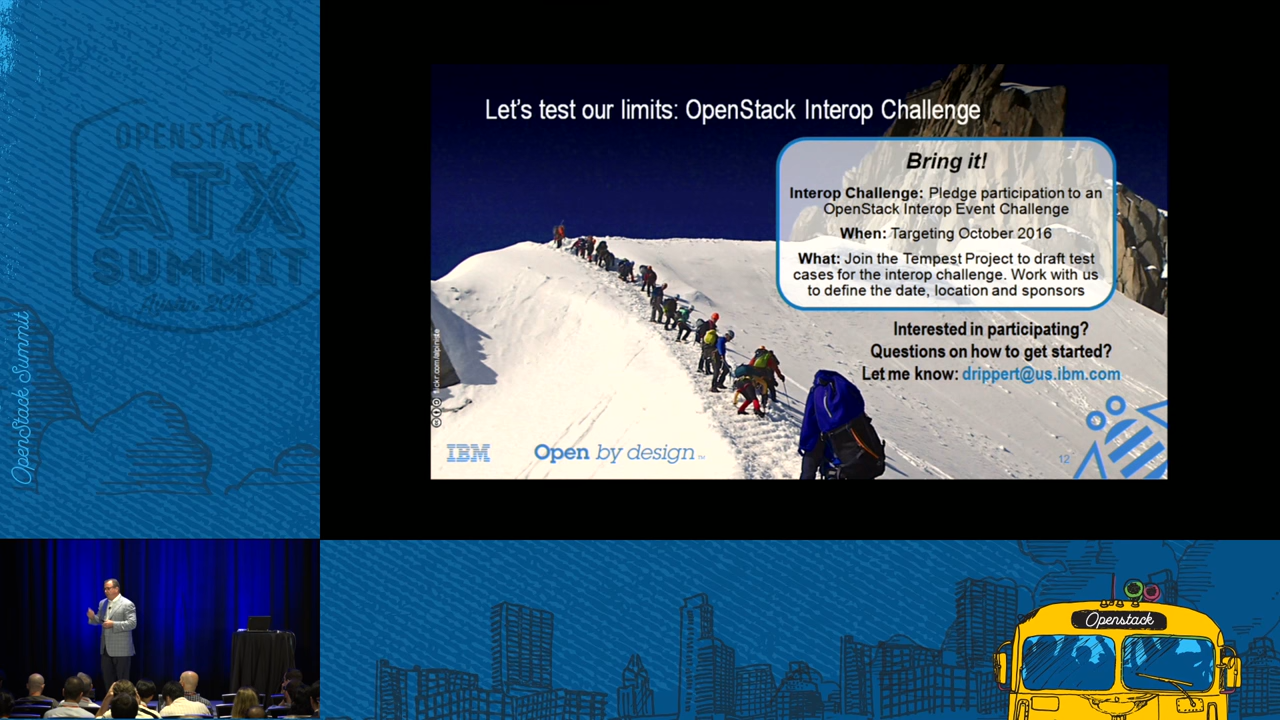 OPENSTACK
ATX
SUMMIT
Austin
OpenStack Summit
Let's test our limits: OpenStack Interop Challenge
Bring it!
Interop Challenge: Pledge participation to an
OpenStack Interop Event Challenge
When: Targeting October 2016
What: Join the Tempest Project to draft test
cases for the interop challenge. Work with us
to define the date, location and sponsors
Interested in participating?
Questions on how to get started?
Let me know: drippert@us.ibm.com
IBM
Open by design™
12
Openstack